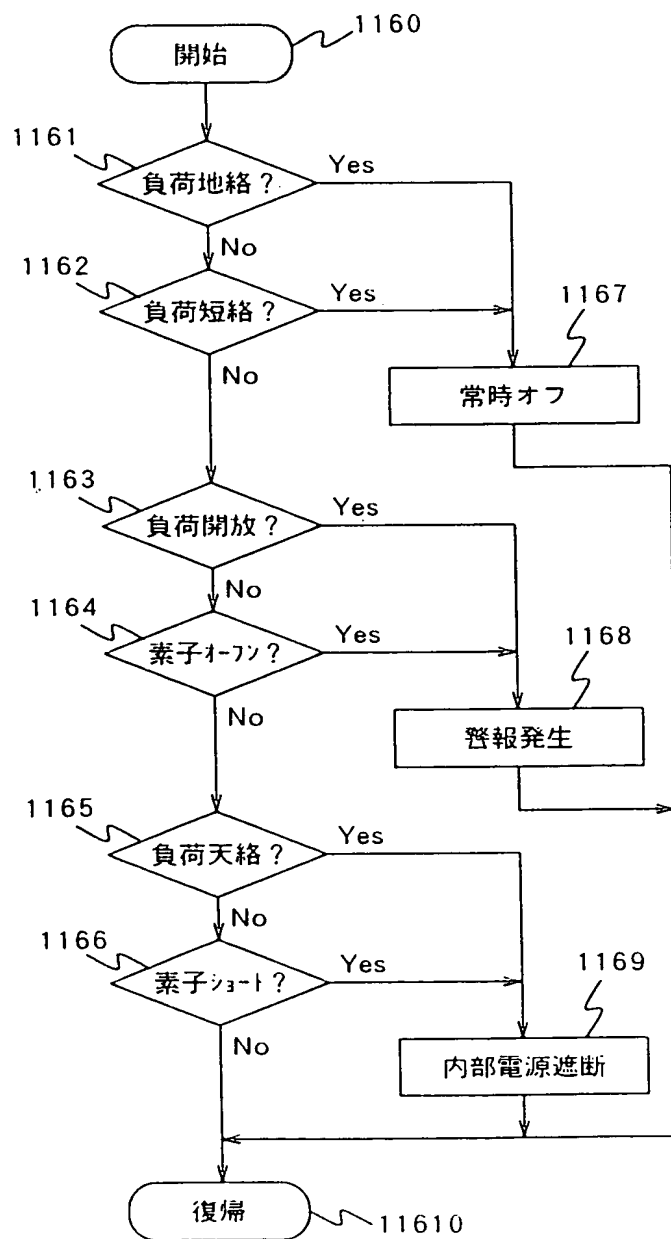 1160
開始
1161
負荷地絡?
Yes
No
1162
負荷短絡?
Yes
1167
No
常時オフ
1163
負荷開放?
Yes
No
1164
素子オープン?
Yes
1168
No
警報発生
1165
負荷天絡?
Yes
No
1166
素子ショート?
Yes
1169
No
内部電源遮断
復帰
11610